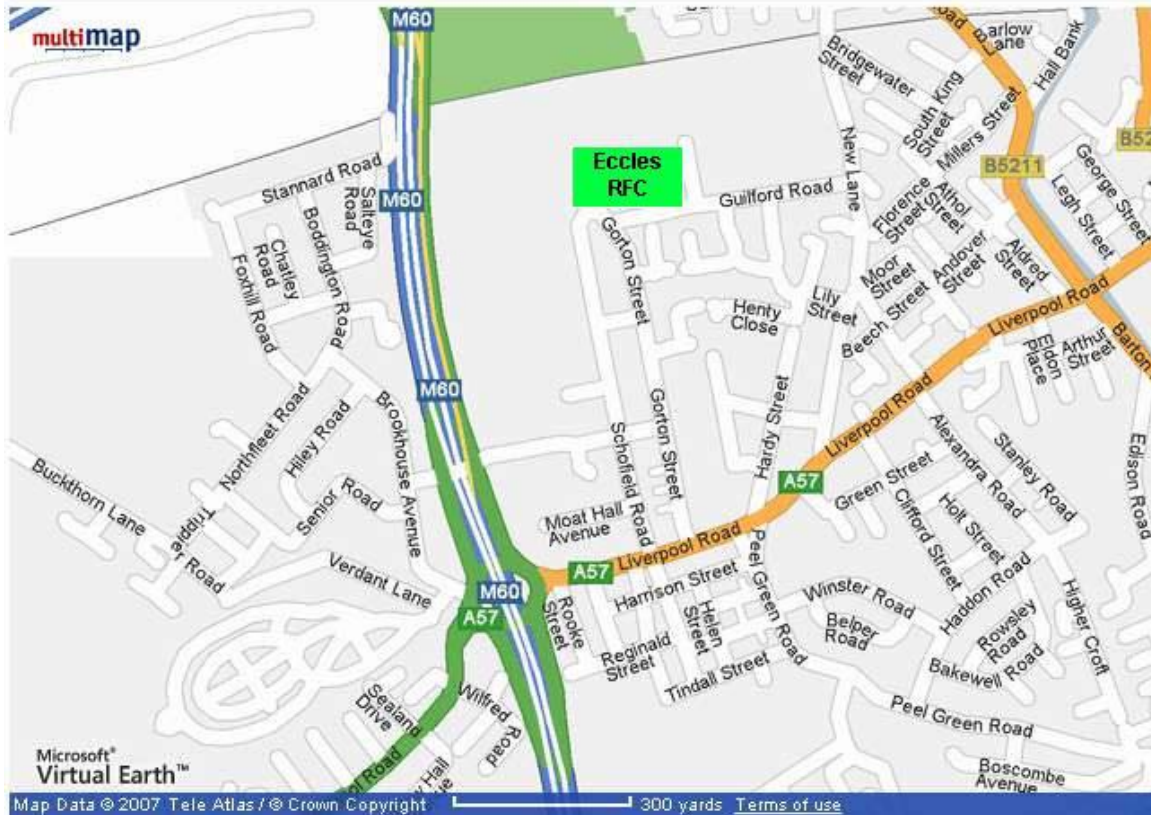 multimap
M60
Barlow
Lane
Hall Bank
Bridgewater
Street
South King
Street
Millers Street
New Lane
B5211
B52
George Street
Legh Street
Stannard Road
Salteye
Road
M60
Boddington Road
Chatley
Road
Foxhill Road
Eccles
RFC
Guilford Road
Gorton Street
Florence
Street
Athol
Street
Andover
Street
Aldred
Street
Moor
Street
Lily
Street
Beech Street
Henty
Close
Liverpool Road
Eldon
Place
Arthur
Street
Barton
M60
Brookhouse Avenue
Northfleet Road
Hiley Road
Senior Road
Buckthorn Lane
Trippier Road
Verdant Lane
Schofield Road
Gorton Street
Hardy Street
Liverpool Road
A57
Alexandra Road
Stanley Road
Edison Road
Green Street
Clifford Street
Holt Street
Moat Hall
Avenue
Liverpool Road
A57
M60
A57
Rooke
Street
Harrison Street
Helen
Street
Reginald
Street
Tindall Street
Peel Green Road
Winster Road
Belper
Road
Haddon Road
Rowsley
Road
Bakewell Road
Higher Croft
Peel Green Road
Boscombe
Avenue
Sealand
Drive
Wilfred
Road
Hall
ol Road
Microsoft®
Virtual Earth™
Map Data © 2007 Tele Atlas / © Crown Copyright 300 yards Terms of use